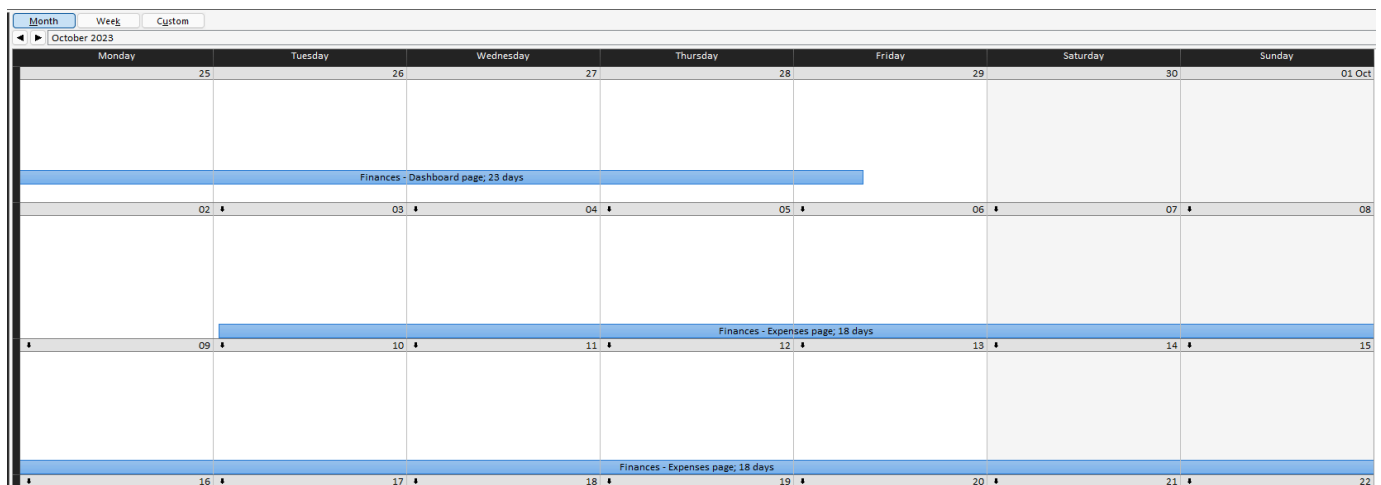 Month Week Custom
October 2023
Monday Tuesday Wednesday Thursday Friday Saturday Sunday
25 26 27 28 29 30 01 Oct
Finances - Dashboard page; 23 days
02 03 04 05 06 07 08
Finances - Expenses page; 18 days
09 10 11 12 13 14 15
Finances - Expenses page; 18 days
16 17 18 19 20 21 22